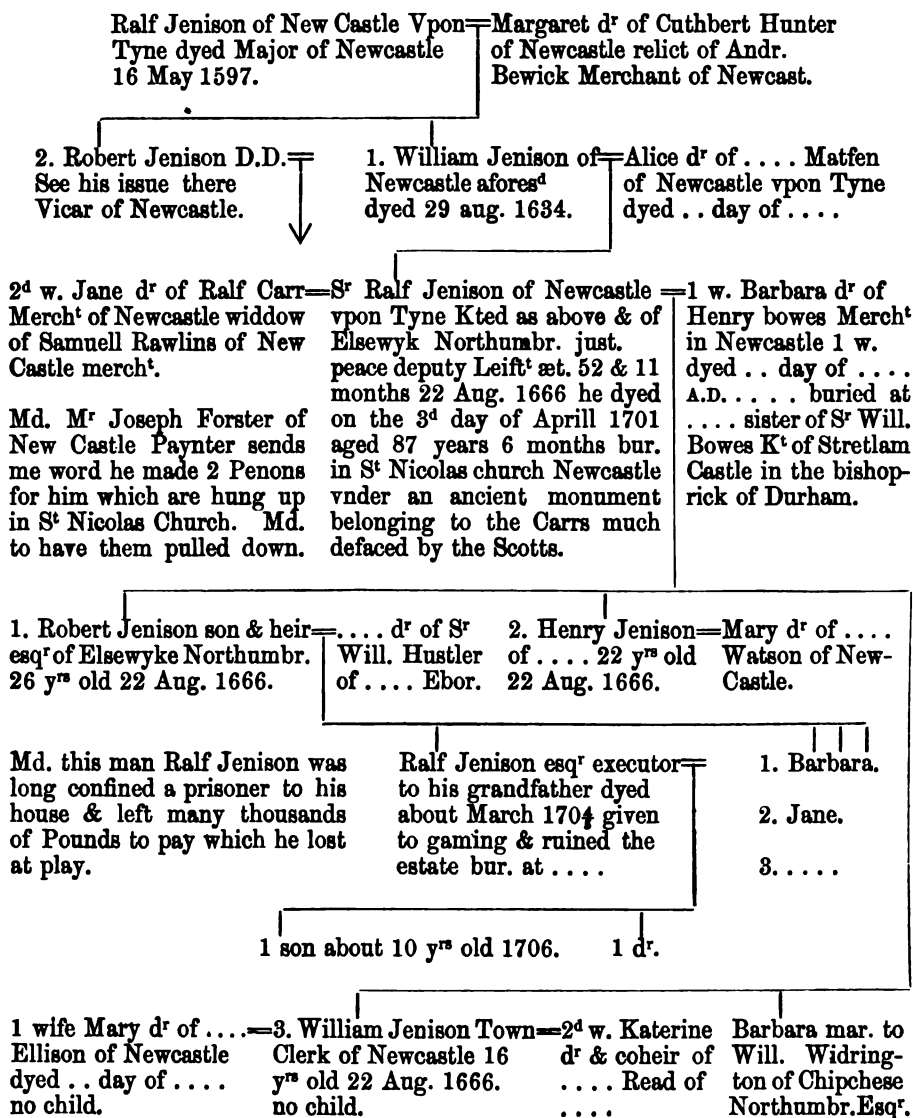 Ralf Jenison of New Castle Vpon=Margaret dʳ of Cuthbert Hunter
Tyne dyed Major of Newcastle
16 May 1597.
of Newcastle relict of Andr.
Bewick Merchant of Newcast.
2. Robert Jenison D.D.=
See his issue there
Vicar of Newcastle.
1. William Jenison of=
Newcastle aforesᵈ
dyed 29 aug. 1634.
Alice dʳ of . . . . Matfen
of Newcastle vpon Tyne
dyed . . day of . . . .
2ᵈ w. Jane dʳ of Ralf Carr=
Merchᵗ of Newcastle widdow
of Samuell Rawlins of New
Castle merchᵗ.
Md. Mʳ Joseph Forster of
New Castle Paynter sends
me word he made 2 Penons
for him which are hung up
in Sᵗ Nicolas Church. Md.
to have them pulled down.
Sʳ Ralf Jenison of Newcastle =
vpon Tyne Kted as above & of
Elsewyk Northumbr. just.
peace deputy Leiftᵗ æt. 52 & 11
months 22 Aug. 1666 he dyed
on the 3ᵈ day of Aprill 1701
aged 87 years 6 months bur.
in Sᵗ Nicolas church Newcastle
vnder an ancient monument
belonging to the Carrs much
defaced by the Scotts.
1 w. Barbara dʳ of
Henry bowes Merchᵗ
in Newcastle 1 w.
dyed . . day of . . . .
A.D. . . . . . buried at
. . . . sister of Sʳ Will.
Bowes Kᵗ of Stretlam
Castle in the bishop-
rick of Durham.
1. Robert Jenison son & heir=
esqʳ of Elsewyke Northumbr.
26 yʳˢ old 22 Aug. 1666.
. . . . dʳ of Sʳ
Will. Hustler
of . . . . Ebor.
2. Henry Jenison=
of . . . . 22 yʳˢ old
22 Aug. 1666.
Mary dʳ of . . . .
Watson of New-
Castle.
Md. this man Ralf Jenison was
long confined a prisoner to his
house & left many thousands
of Pounds to pay which he lost
at play.
Ralf Jenison esqʳ executor=
to his grandfather dyed
about March 170 given
to gaming & ruined the
estate bur. at . . . .
1. Barbara.
2. Jane.
3. . . . .
1 son about 10 yʳˢ old 1706.
1 dʳ.
1 wife Mary dʳ of . . . .=
Ellison of Newcastle
dyed . . day of . . . .
no child.
3. William Jenison Town=
Clerk of Newcastle 16
yʳˢ old 22 Aug. 1666.
no child.
2ᵈ w. Katerine
dʳ & coheir of
. . . . Read of
. . . .
Barbara mar. to
Will. Widring-
ton of Chipchese
Northumbr. Esqʳ.